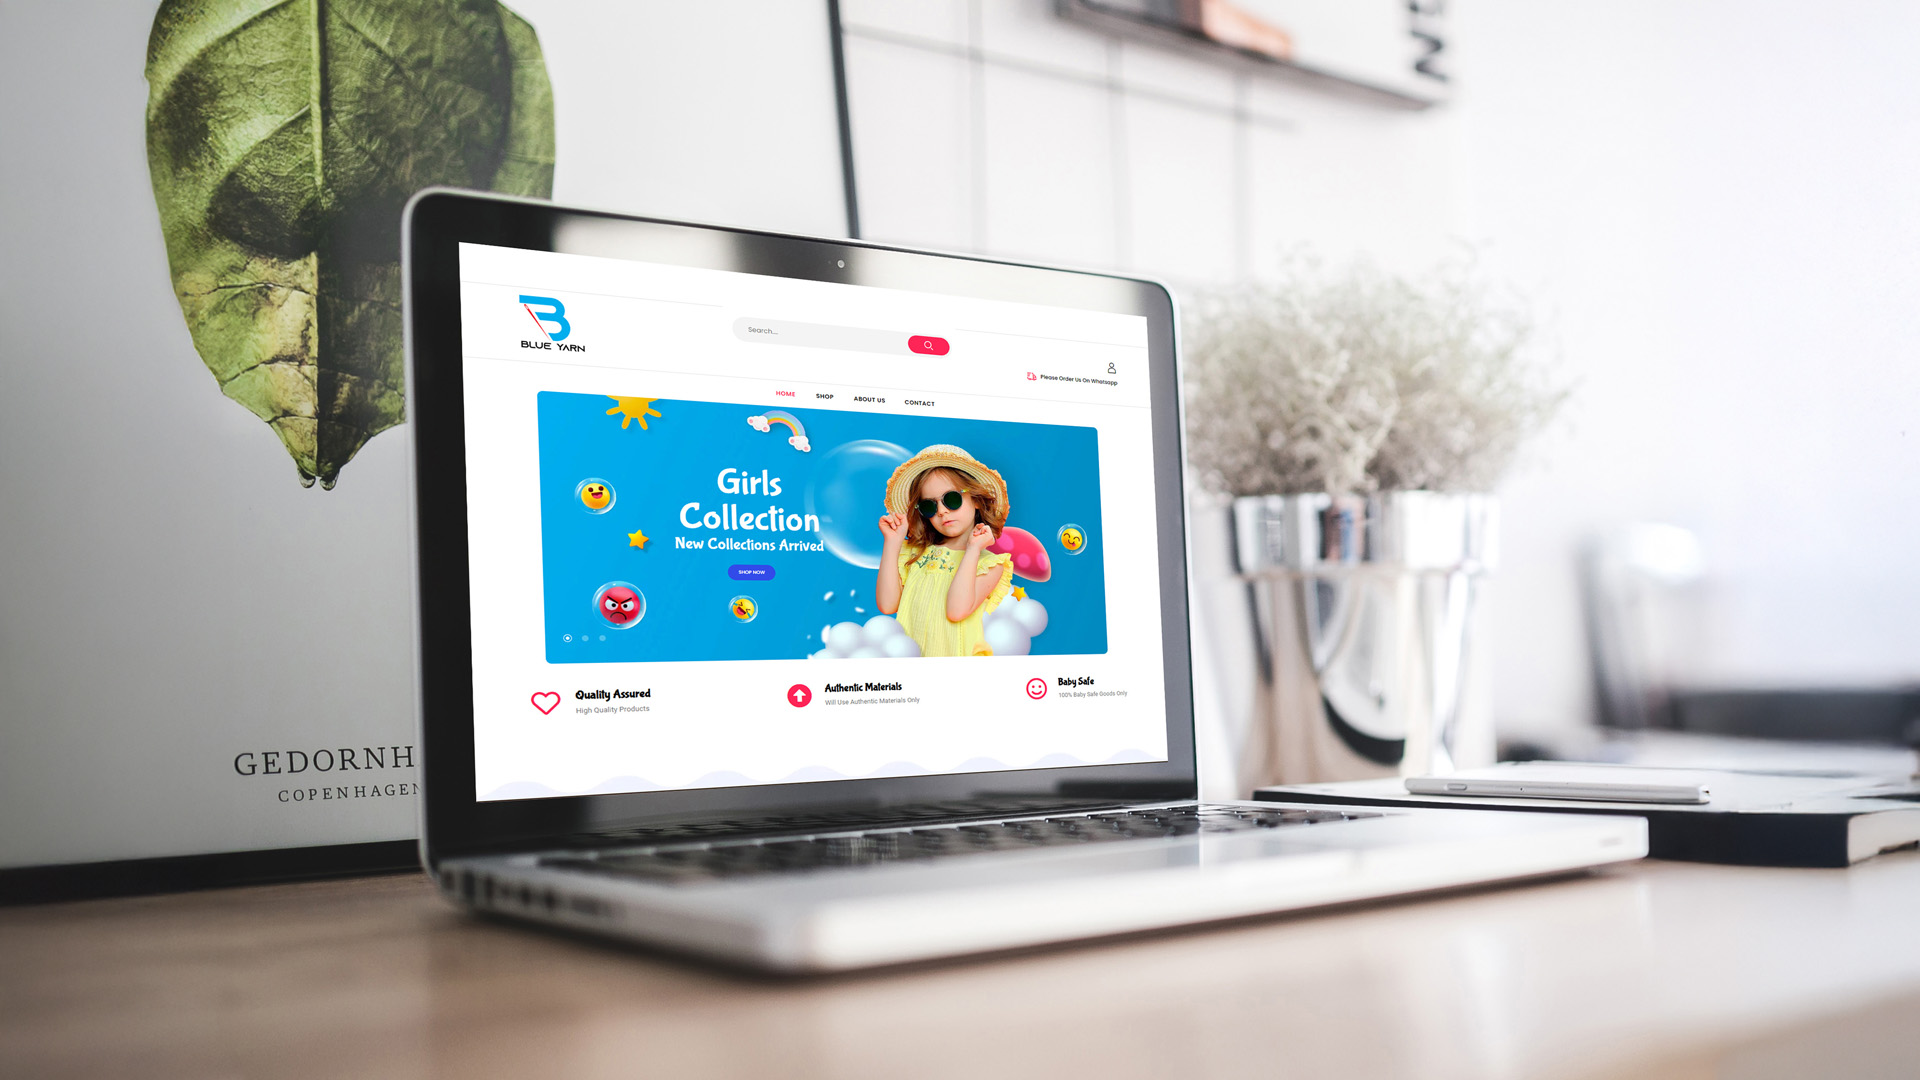 BLUE YARN
Search...
Please Order Us On Whatsapp
HOME SHOP ABOUT US CONTACT
Girls
Collection
New Collections Arrived
SHOP NOW
Quality Assured
High Quality Products
Authentic Materials
Will Use Authentic Materials Only
Baby Safe
100% Baby Safe Goods Only
GEDORNH
COPENHAGEN